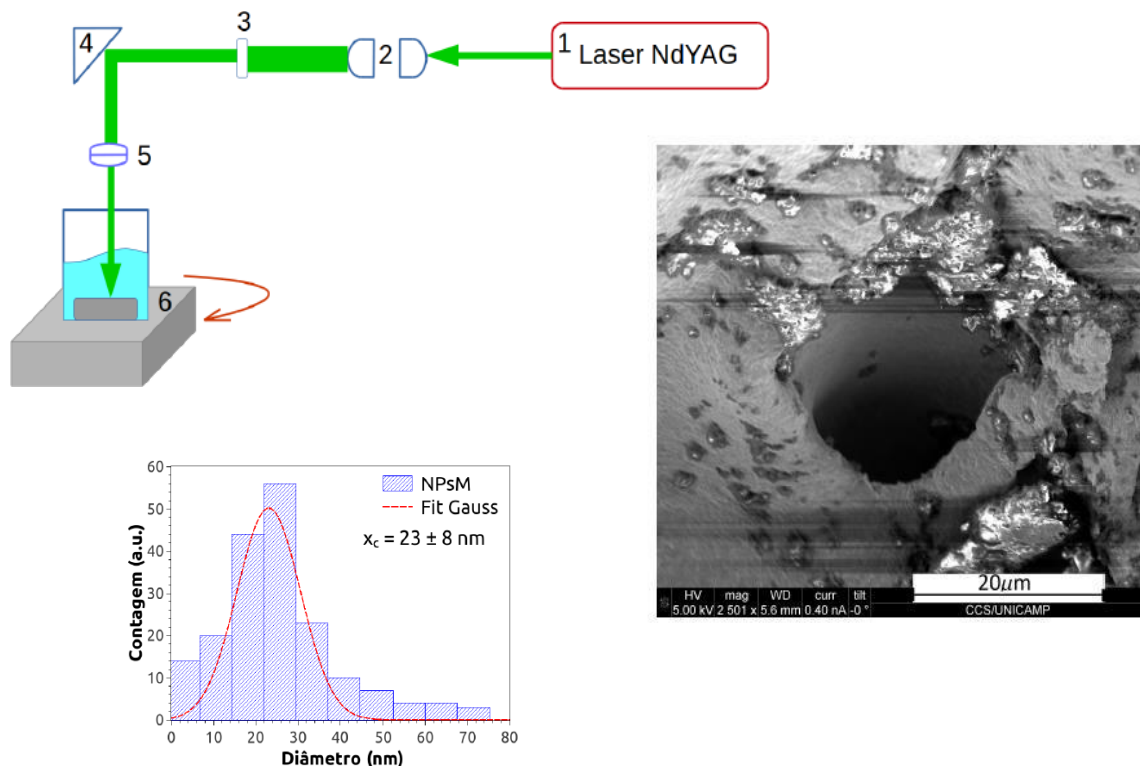 3
4
2
1 Laser NdYAG
5
6
20μm
HV mag WD curr tilt
5.00 kV 2 501 x 5.6 mm 0.40 nA -0 °
CCS/UNICAMP
60
50
40
30
20
10
0
Contagem (a.u.)
NPsM
Fit Gauss
x_c = 23 ± 8 nm
0 10 20 30 40 50 60 70 80
Diâmetro (nm)